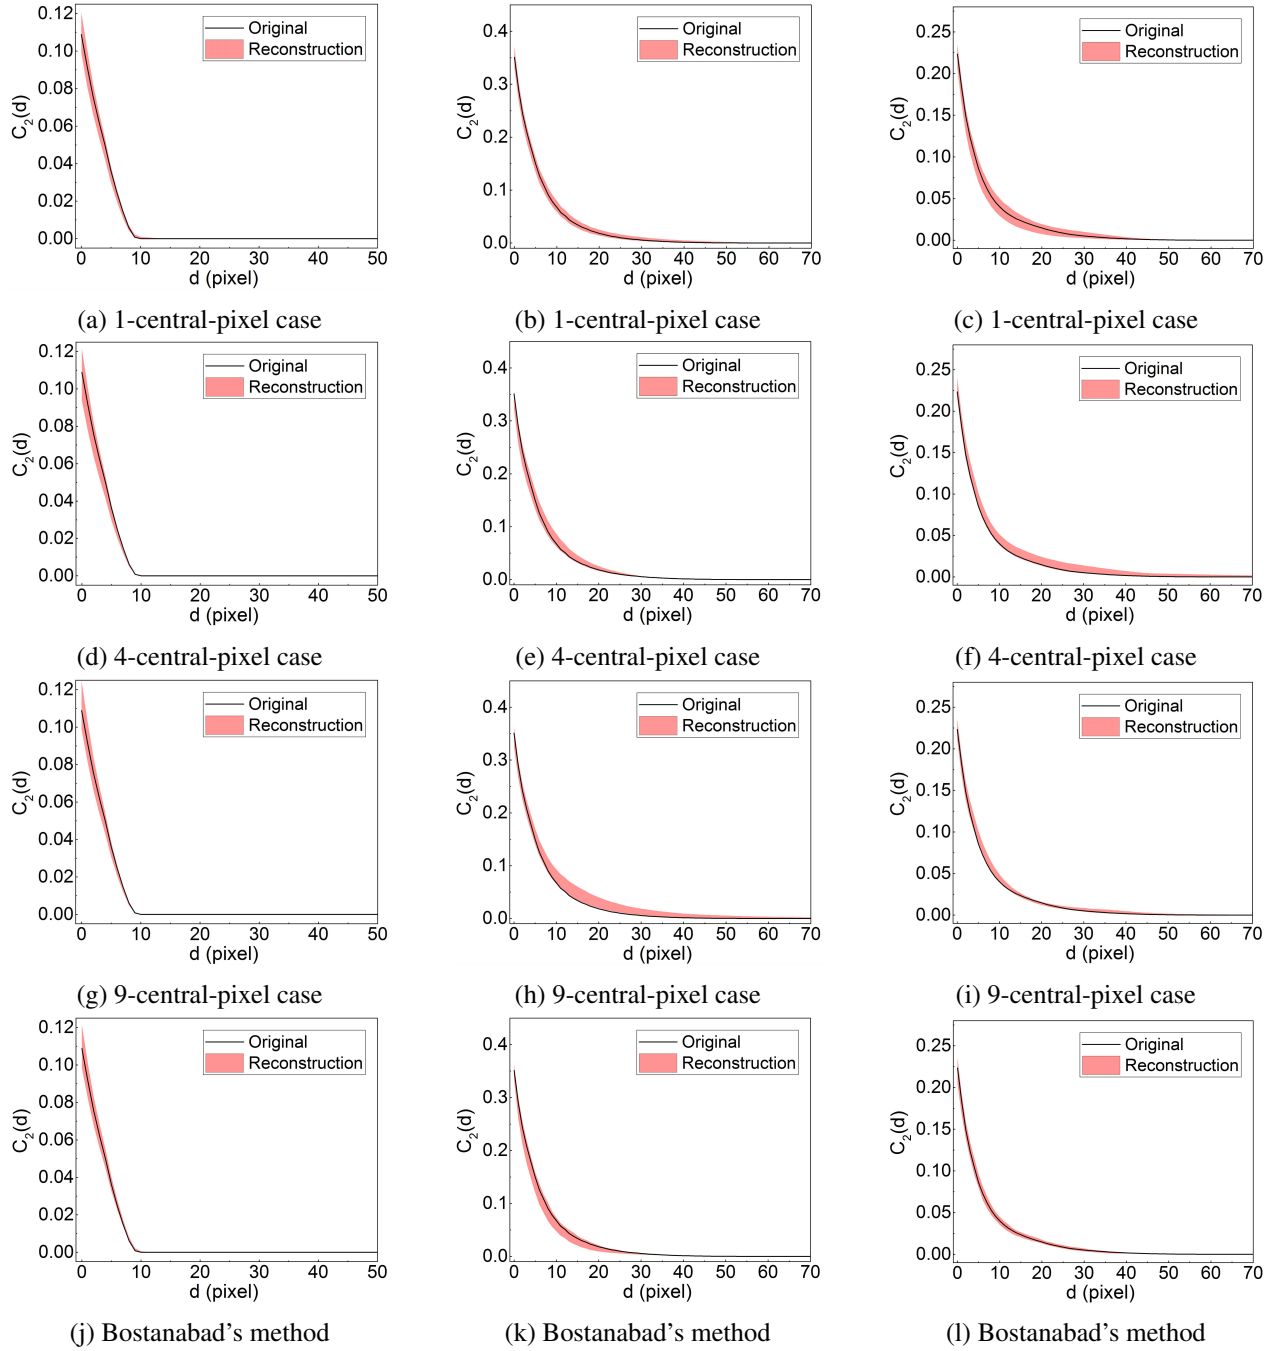 0.12
0.10
0.08
0.06
0.04
0.02
0.00
C₂(d)
Original
Reconstruction
0 10 20 30 40 50
d (pixel)
(a) 1-central-pixel case
0.4
0.3
0.2
0.1
0.0
C₂(d)
Original
Reconstruction
0 10 20 30 40 50 60 70
d (pixel)
(b) 1-central-pixel case
0.25
0.20
0.15
0.10
0.05
0.00
C₂(d)
Original
Reconstruction
0 10 20 30 40 50 60 70
d (pixel)
(c) 1-central-pixel case
0.12
0.10
0.08
0.06
0.04
0.02
0.00
C₂(d)
Original
Reconstruction
0 10 20 30 40 50
d (pixel)
(d) 4-central-pixel case
0.4
0.3
0.2
0.1
0.0
C₂(d)
Original
Reconstruction
0 10 20 30 40 50 60 70
d (pixel)
(e) 4-central-pixel case
0.25
0.20
0.15
0.10
0.05
0.00
C₂(d)
Original
Reconstruction
0 10 20 30 40 50 60 70
d (pixel)
(f) 4-central-pixel case
0.12
0.10
0.08
0.06
0.04
0.02
0.00
C₂(d)
Original
Reconstruction
0 10 20 30 40 50
d (pixel)
(g) 9-central-pixel case
0.4
0.3
0.2
0.1
0.0
C₂(d)
Original
Reconstruction
0 10 20 30 40 50 60 70
d (pixel)
(h) 9-central-pixel case
0.25
0.20
0.15
0.10
0.05
0.00
C₂(d)
Original
Reconstruction
0 10 20 30 40 50 60 70
d (pixel)
(i) 9-central-pixel case
0.12
0.10
0.08
0.06
0.04
0.02
0.00
C₂(d)
Original
Reconstruction
0 10 20 30 40 50
d (pixel)
(j) Bostanabad's method
0.4
0.3
0.2
0.1
0.0
C₂(d)
Original
Reconstruction
0 10 20 30 40 50 60 70
d (pixel)
(k) Bostanabad's method
0.25
0.20
0.15
0.10
0.05
0.00
C₂(d)
Original
Reconstruction
0 10 20 30 40 50 60 70
d (pixel)
(l) Bostanabad's method